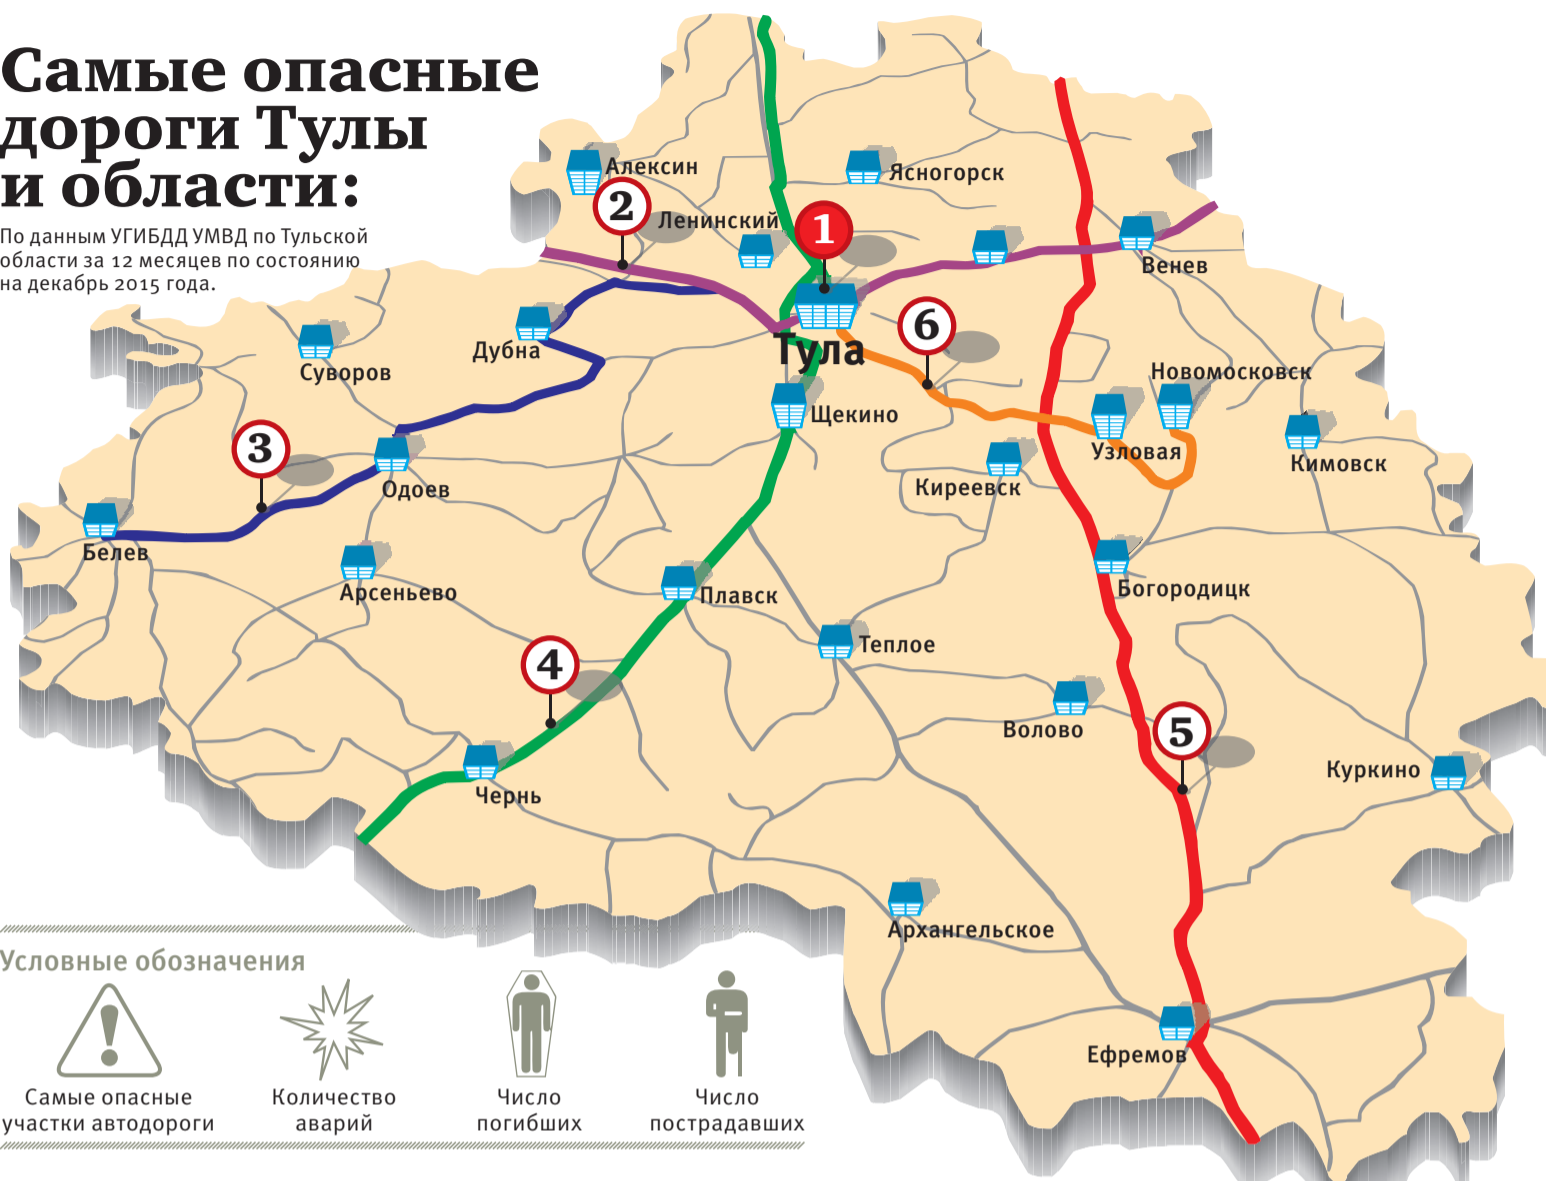 Самые опасные
дороги Тулы
и области:
По данным УГИБДД УМВД по Тульской
области за 12 месяцев по состоянию
на декабрь 2015 года.
Алексин
Ясногорск
2
Ленинский
1
Венев
6
Дубна
Тула
Суворов
Новомосковск
Щекино
3
Узловая
Кимовск
Одоев
Киреевск
Белев
Арсеньево
Плавск
Богородицк
4
Теплое
Волово
5
Куркино
Чернь
Архангельское
Ефремов
Условные обозначения
Самые опасные
участки автодороги
Количество
аварий
Число
погибших
Число
пострадавших